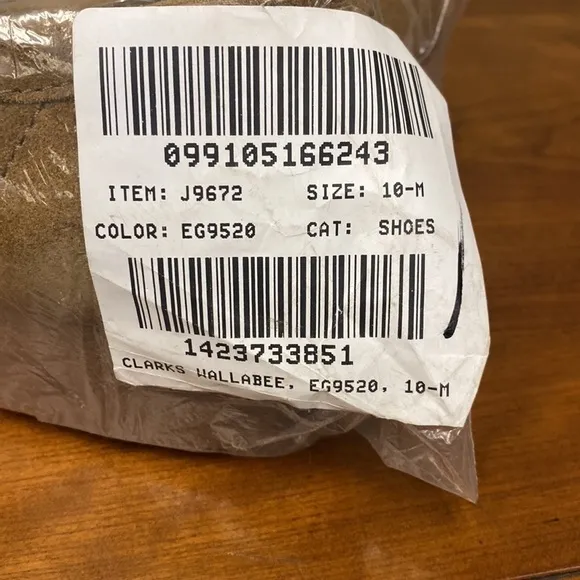 099105166243
ITEM: J9672 SIZE: 10-M
COLOR: EG9520 CAT: SHOES
1423733851
CLARKS WALLABEE, EG9520, 10-M